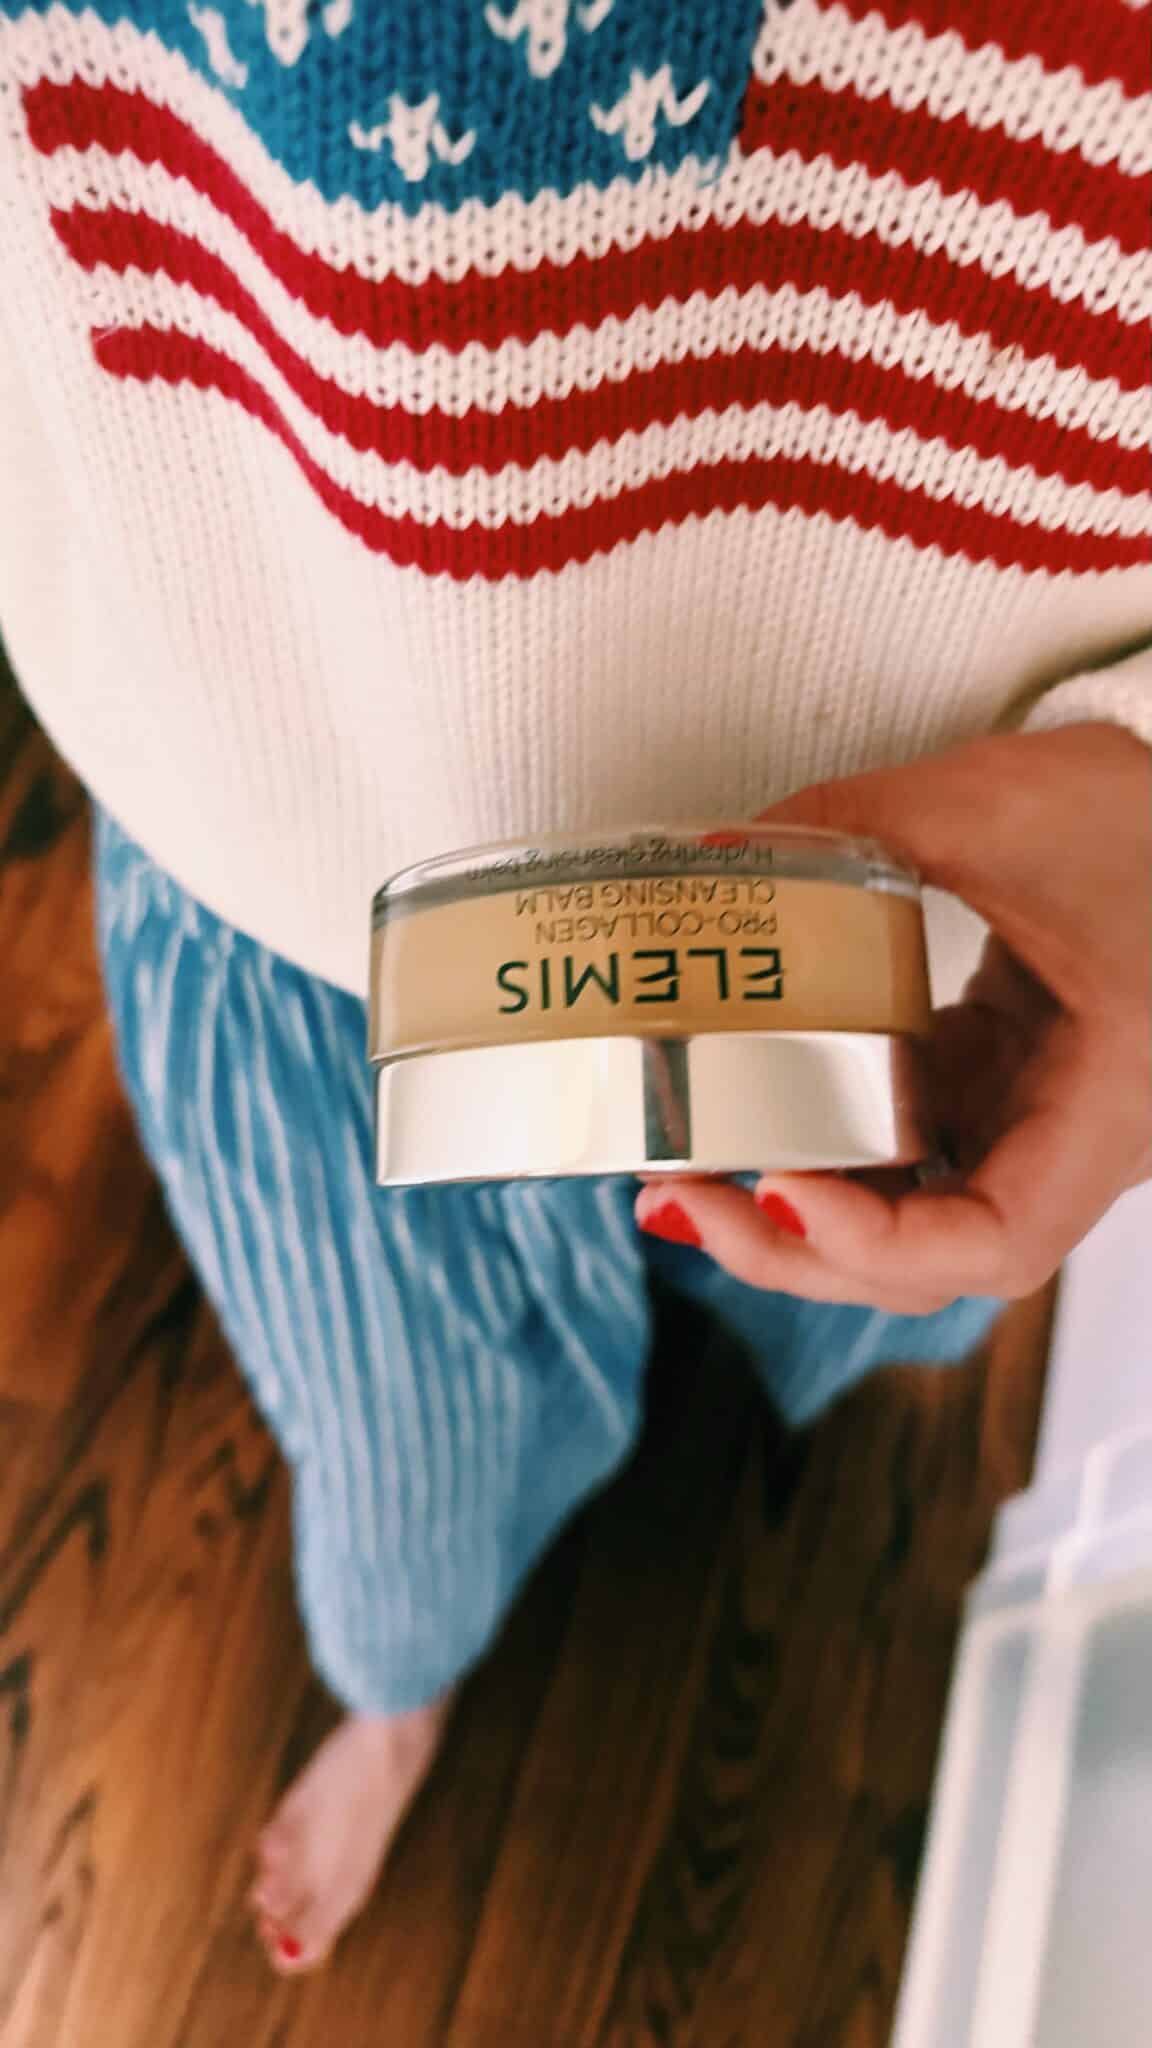 ELEMIS
PRO-COLLAGEN
CLEANSING BALM
Hydrating cleansing balm